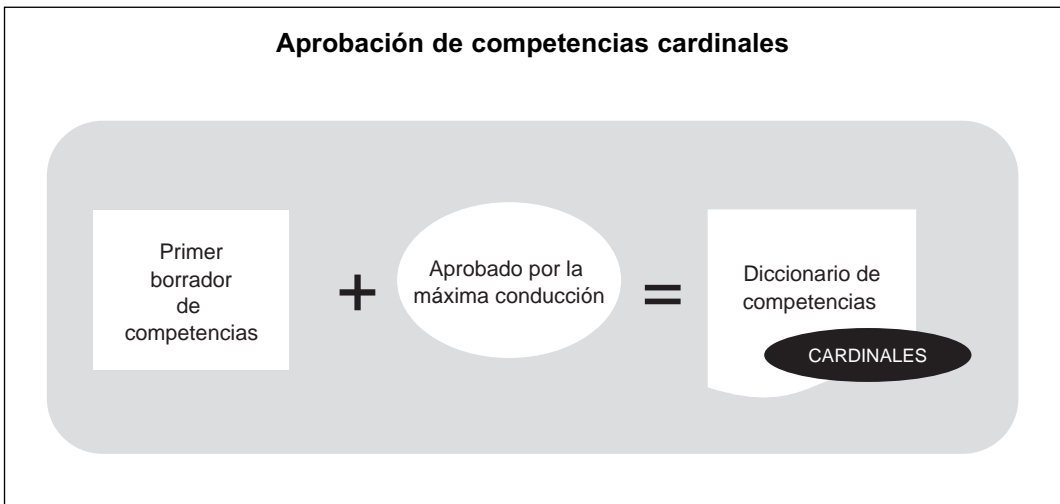 Aprobación de competencias cardinales
Primer
borrador
de
competencias
+
Aprobado por la
máxima conducción
=
Diccionario de
competencias
CARDINALES